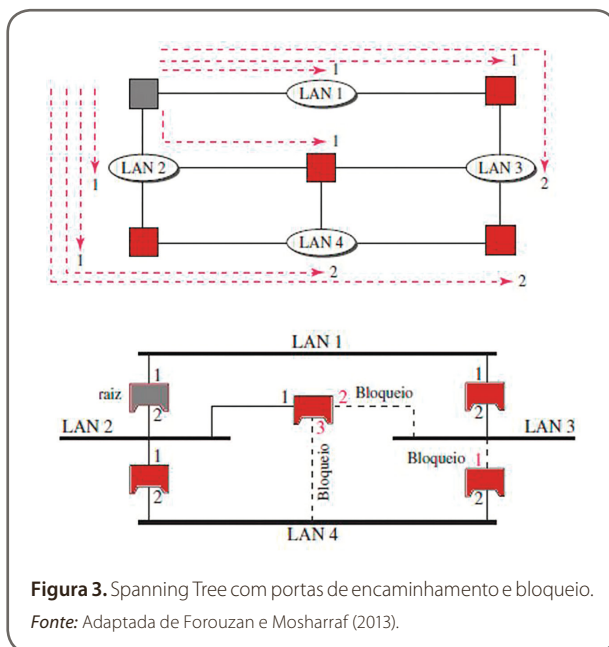 1
1
LAN 1
1
LAN 2
LAN 3
1
2
LAN 4
1
2
2
LAN 1
1
raiz
2
1
2
Bloqueio
1
2
LAN 2
3
LAN 3
1
2
Bloqueio
Bloqueio
1
2
LAN 4
Figura 3. Spanning Tree com portas de encaminhamento e bloqueio.
Fonte: Adaptada de Forouzan e Mosharraf (2013).